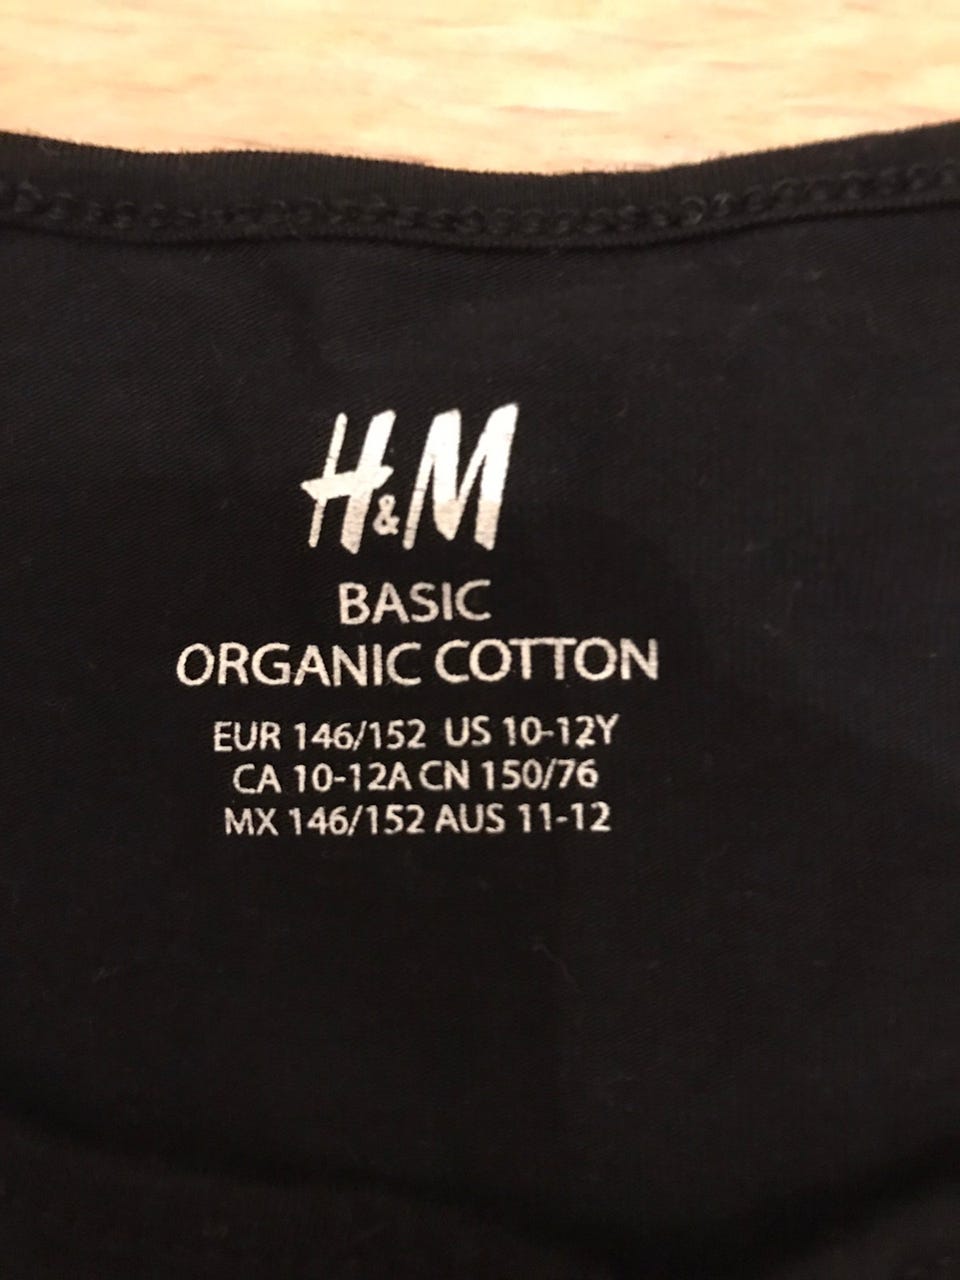 H&M
BASIC
ORGANIC COTTON
EUR 146/152 US 10-12Y
CA 10-12A CN 150/76
MX 146/152 AUS 11-12